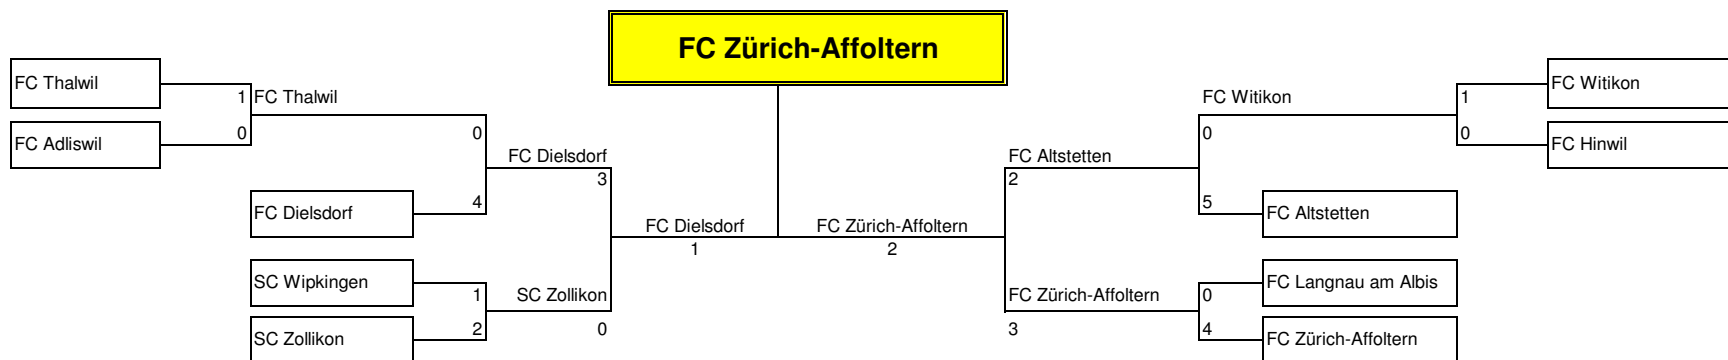 FC Zürich-Affoltern
FC Thalwil
FC Adliswil
1
0
FC Thalwil
0
FC Dielsdorf
4
FC Dielsdorf
3
SC Wipkingen
SC Zollikon
1
2
SC Zollikon
0
FC Dielsdorf
1
FC Zürich-Affoltern
2
FC Altstetten
2
FC Zürich-Affoltern
3
FC Witikon
0
5
FC Altstetten
1
0
FC Witikon
FC Hinwil
0
4
FC Langnau am Albis
FC Zürich-Affoltern